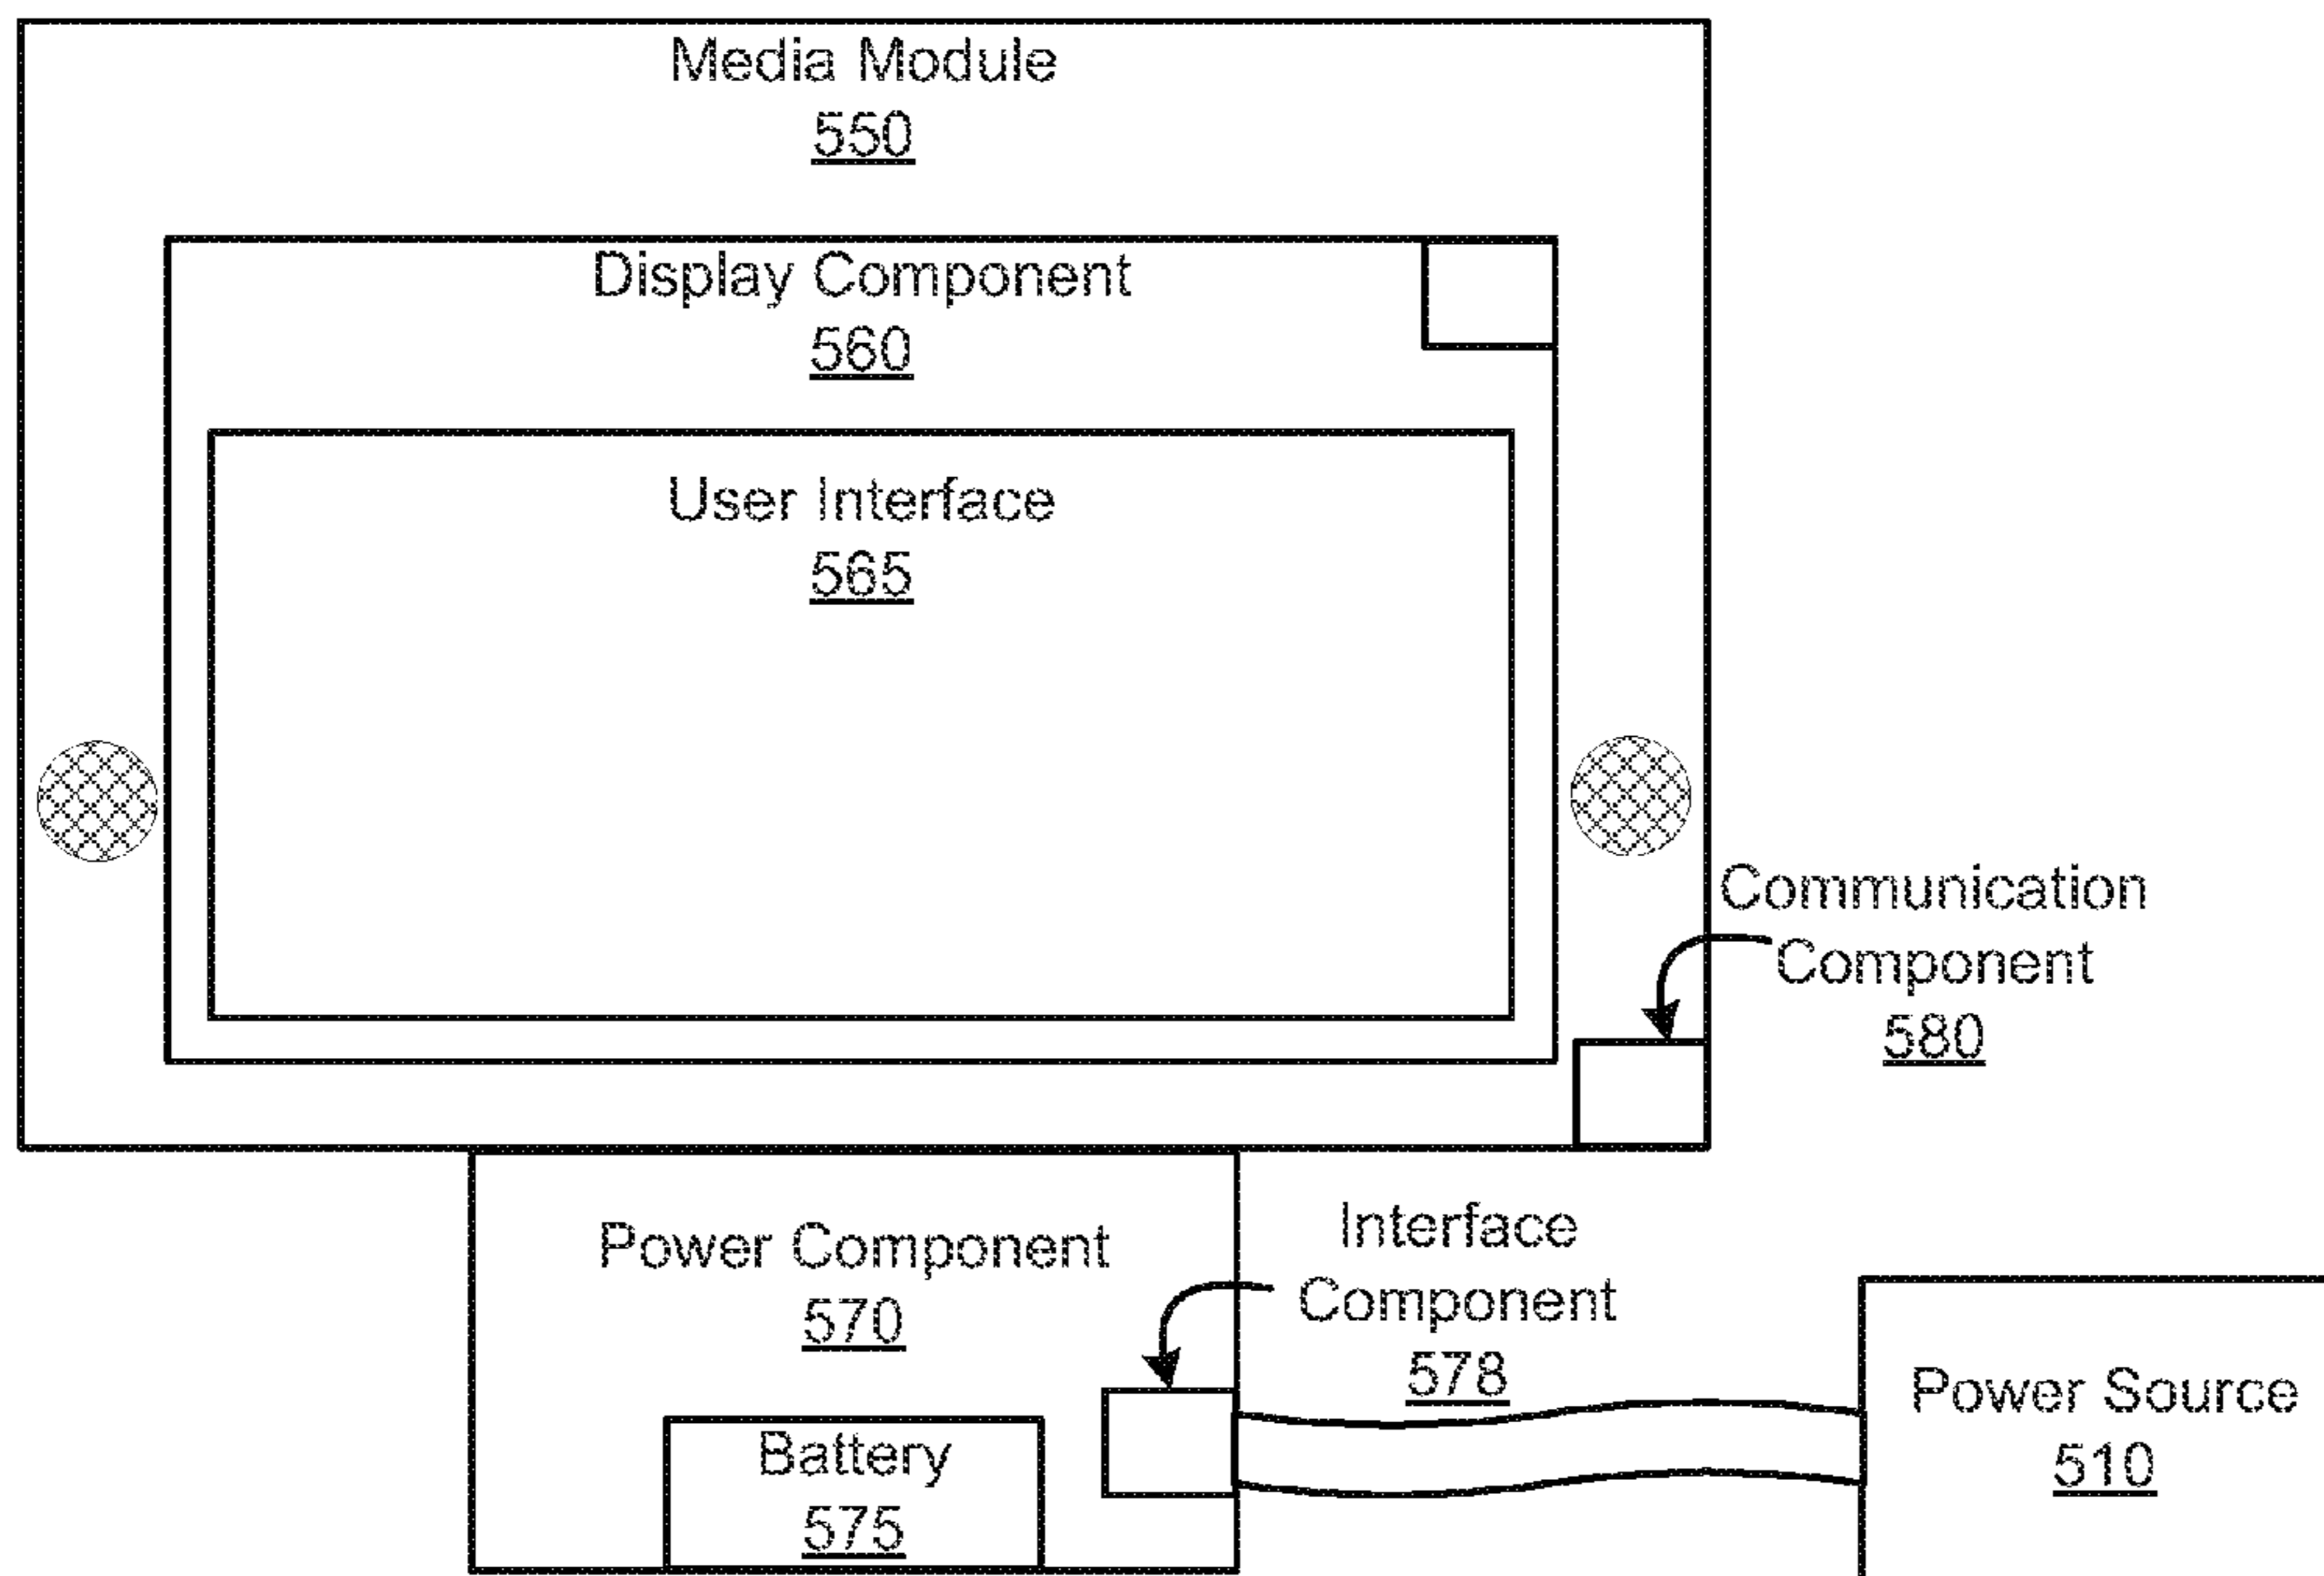 Media Module
550
Display Component
560
User Interface
565
Communication
Component
580
Power Component
570
Interface
Component
578
Battery
575
Power Source
510